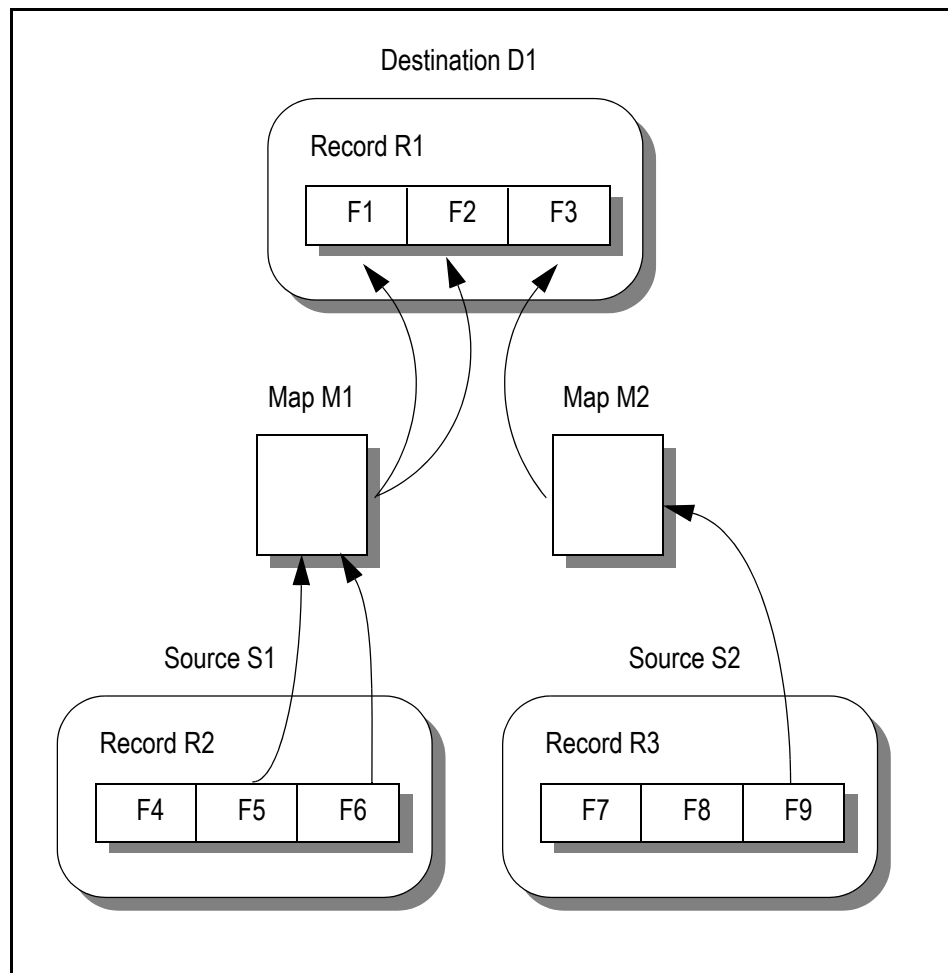 Destination D1
Record R1
F1 F2 F3
Map M1 Map M2
Source S1 Source S2
Record R2 Record R3
F4 F5 F6 F7 F8 F9